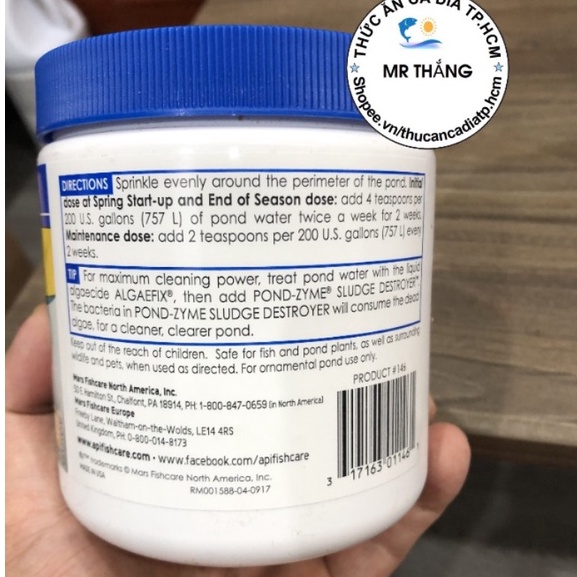 THỨC ĂN CÁ DĨA TP.HCM
MR THẮNG
Shopee.vn/thucancadiatp.hcm
DIRECTIONS Sprinkle evenly around the perimeter of the pond. Initial
dose at Spring Start-up and End of Season dose: add 4 teaspoons per
200 U.S. gallons (757 L) of pond water twice a week for 2 weeks.
Maintenance dose: add 2 teaspoons per 200 U.S. gallons (757 L) every
2 weeks.
TIP For maximum cleaning power, treat pond water with the liquid
algaecide ALGAEFIX®, then add POND-ZYME® SLUDGE DESTROYER™.
The bacteria in POND-ZYME SLUDGE DESTROYER will consume the dead
algae, for a cleaner, clearer pond.
Keep out of the reach of children. Safe for fish and pond plants, as well as surrounding
wildlife and pets, when used as directed. For ornamental pond use only.
PRODUCT #146
Mars Fishcare North America, Inc.
50 E. Hamilton St., Chalfont, PA 18914, PH: 1-800-847-0659 (in North America)
Mars Fishcare Europe
Freeby Lane, Waltham-on-the-Wolds, LE14 4RS
United Kingdom, PH: 0-800-014-8173
www.apifishcare.com • www.facebook.com/apifishcare
®/™ trademarks © Mars Fishcare North America, Inc.
MADE IN USA
RM001588-04-0917
3 17163 01146 1